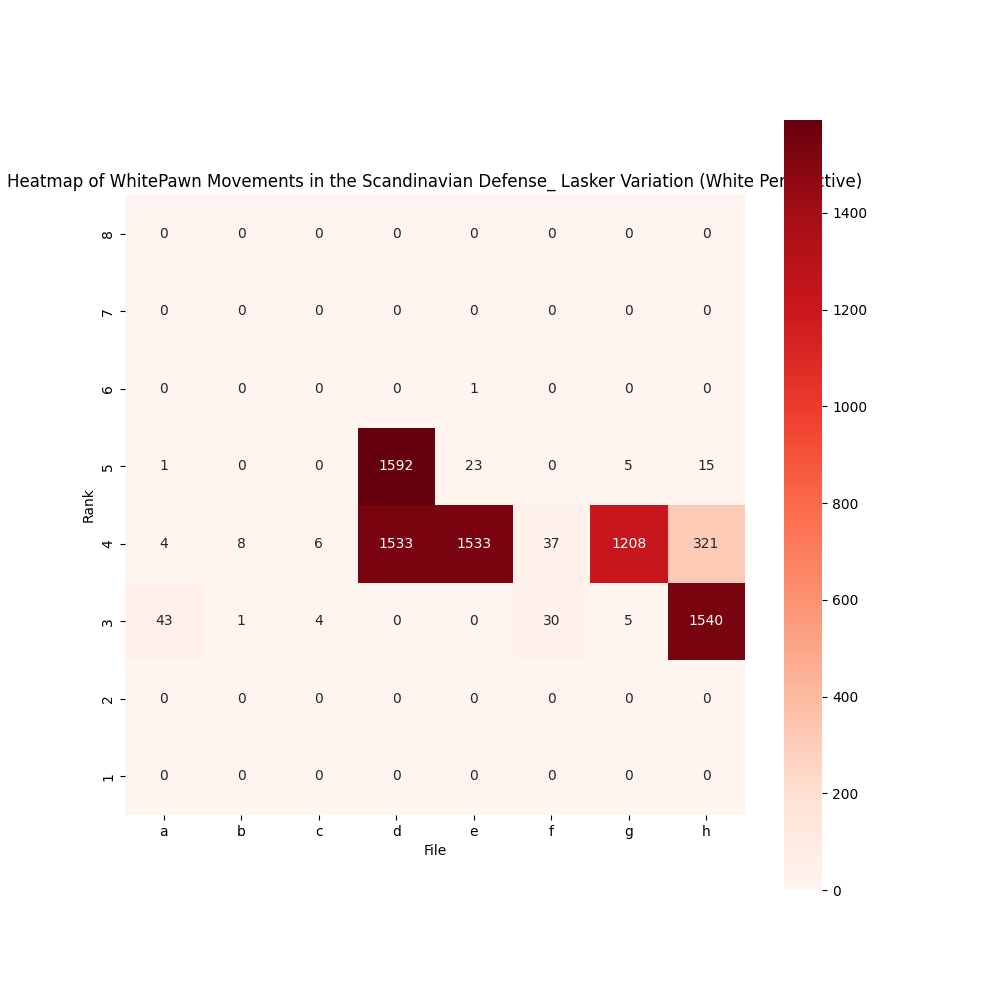 Heatmap of WhitePawn Movements in the Scandinavian Defense_ Lasker Variation (White Perspective)
8 0 0 0 0 0 0 0 0
7 0 0 0 0 0 0 0 0
6 0 0 0 0 1 0 0 0
5 1 0 0 1592 23 0 5 15
4 4 8 6 1533 1533 37 1208 321
3 43 1 4 0 0 30 5 1540
2 0 0 0 0 0 0 0 0
1 0 0 0 0 0 0 0 0
a b c d e f g h
File
Rank
1400
1200
1000
800
600
400
200
0